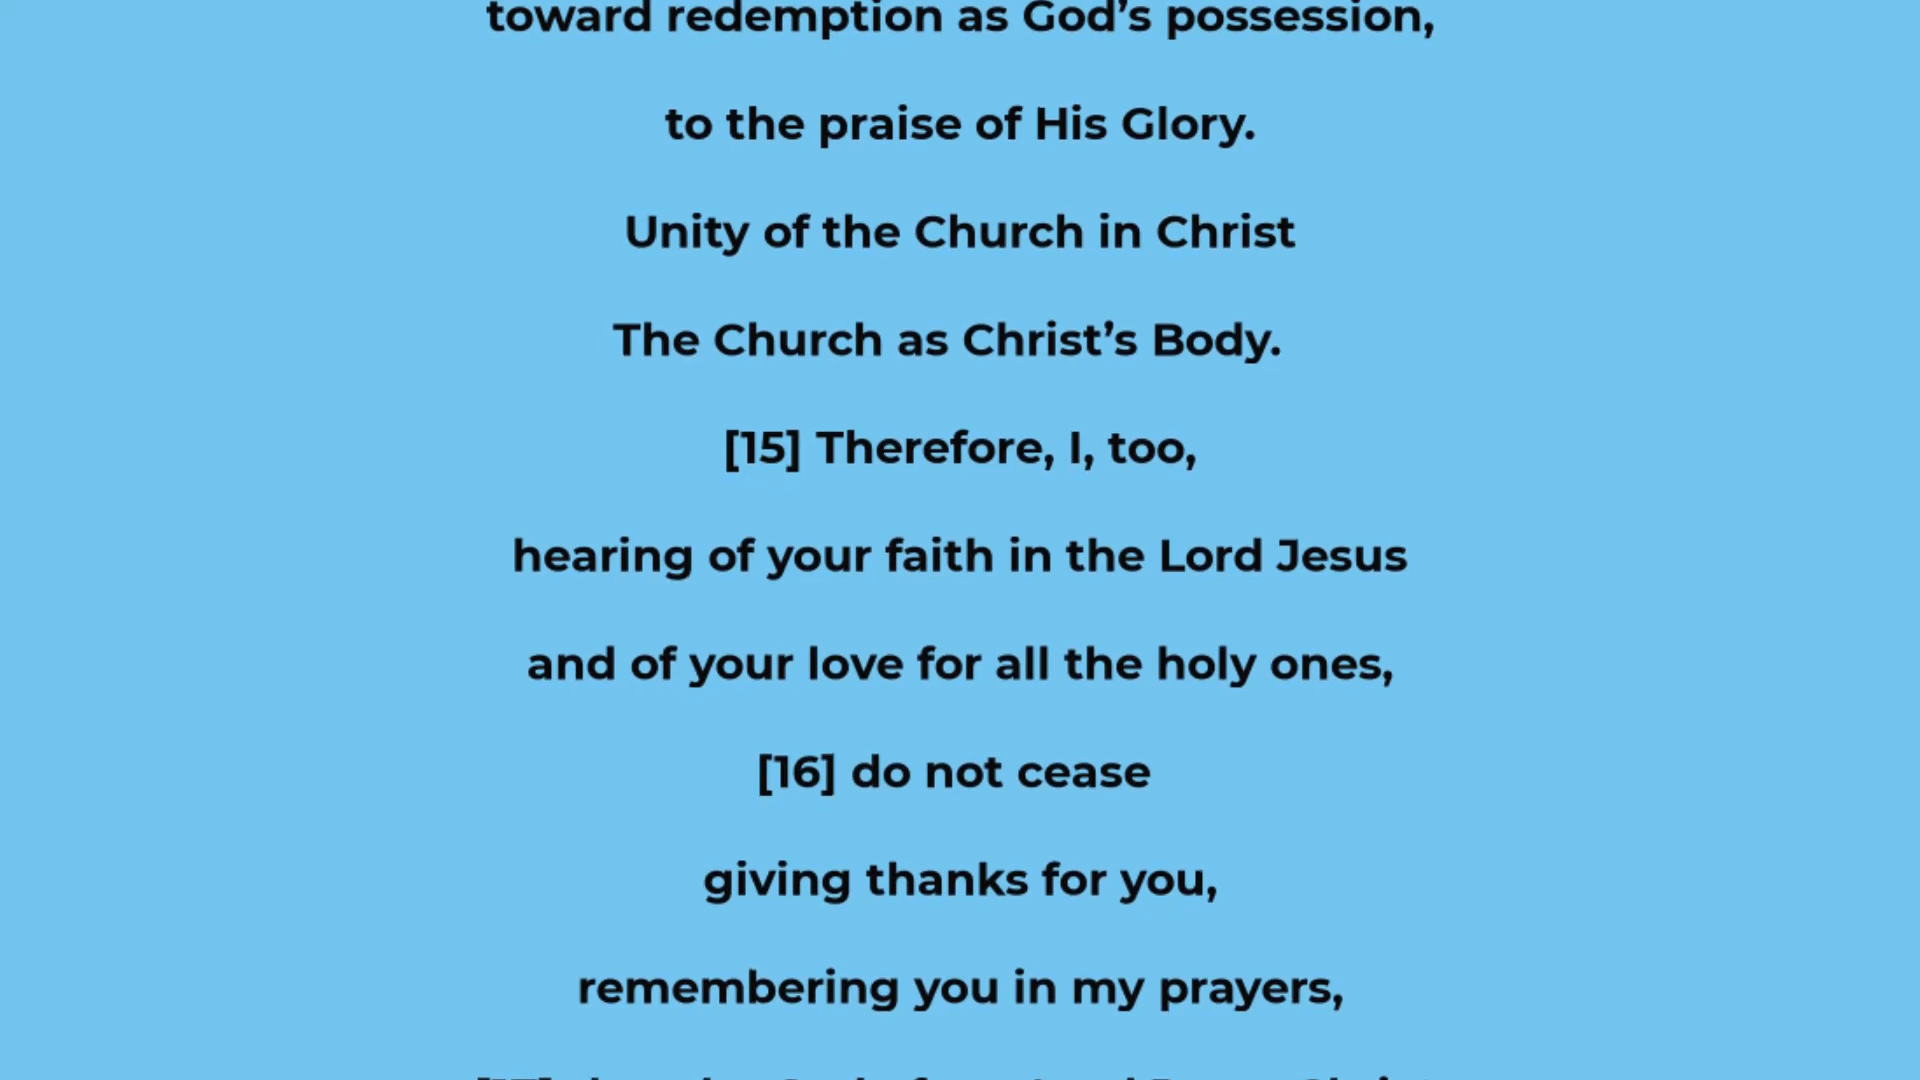 toward redemption as God’s possession,
to the praise of His Glory.
Unity of the Church in Christ
The Church as Christ’s Body.
[15] Therefore, I, too,
hearing of your faith in the Lord Jesus
and of your love for all the holy ones,
[16] do not cease
giving thanks for you,
remembering you in my prayers,